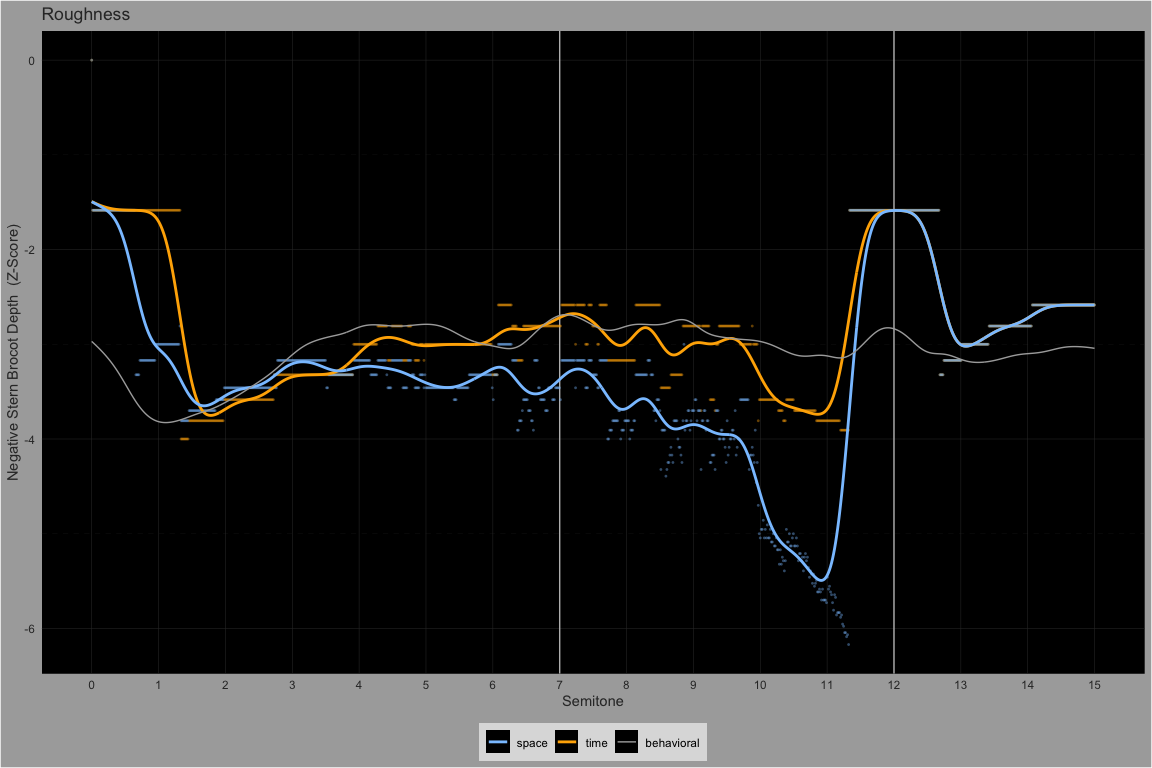 Roughness
Negative Stern Brocot Depth (Z-Score)
0
-2
-4
-6
0 1 2 3 4 5 6 7 8 9 10 11 12 13 14 15
Semitone
space time behavioral